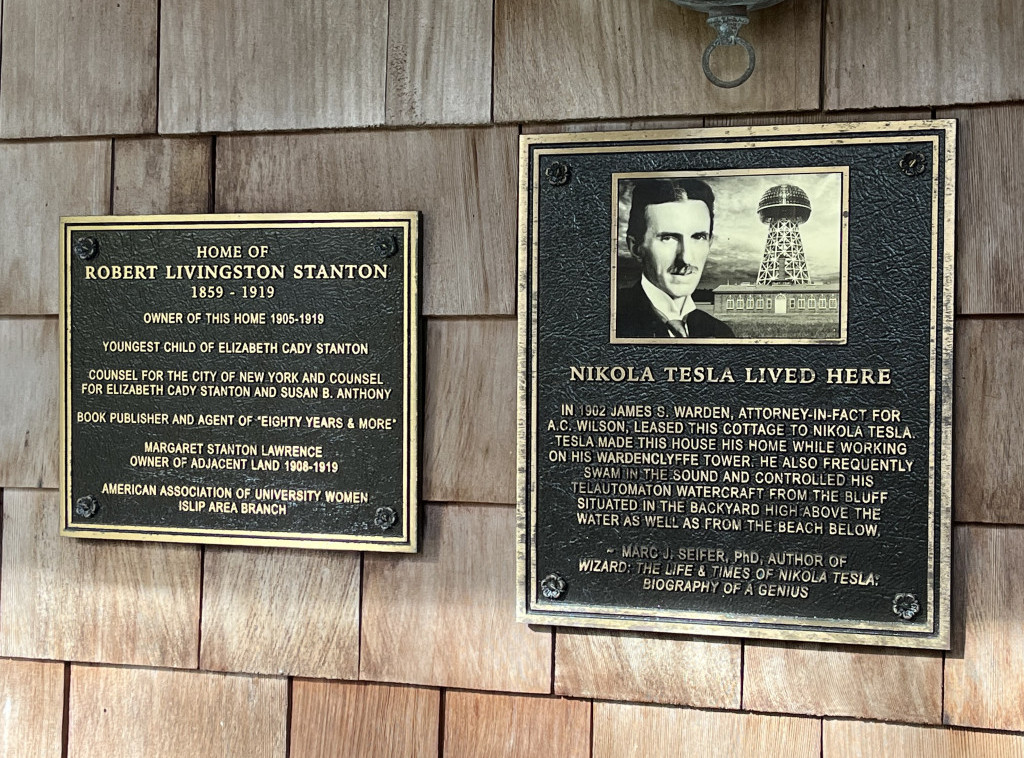 HOME OF
ROBERT LIVINGSTON STANTON
1859 - 1919
OWNER OF THIS HOME 1905-1919
YOUNGEST CHILD OF ELIZABETH CADY STANTON
COUNSEL FOR THE CITY OF NEW YORK AND COUNSEL
FOR ELIZABETH CADY STANTON AND SUSAN B. ANTHONY
BOOK PUBLISHER AND AGENT OF "EIGHTY YEARS & MORE"
MARGARET STANTON LAWRENCE
OWNER OF ADJACENT LAND 1908-1919
AMERICAN ASSOCIATION OF UNIVERSITY WOMEN
ISLIP AREA BRANCH
NIKOLA TESLA LIVED HERE
IN 1902 JAMES S. WARDEN, ATTORNEY-IN-FACT FOR
A.C. WILSON, LEASED THIS COTTAGE TO NIKOLA TESLA.
TESLA MADE THIS HOUSE HIS HOME WHILE WORKING
ON HIS WARDENCLYFFE TOWER. HE ALSO FREQUENTLY
SWAM IN THE SOUND AND CONTROLLED HIS
TELAUTOMATON WATERCRAFT FROM THE BLUFF
SITUATED IN THE BACKYARD HIGH ABOVE THE
WATER AS WELL AS FROM THE BEACH BELOW.
~ MARC J. SEIFER, PhD, AUTHOR OF
WIZARD: THE LIFE & TIMES OF NIKOLA TESLA:
BIOGRAPHY OF A GENIUS